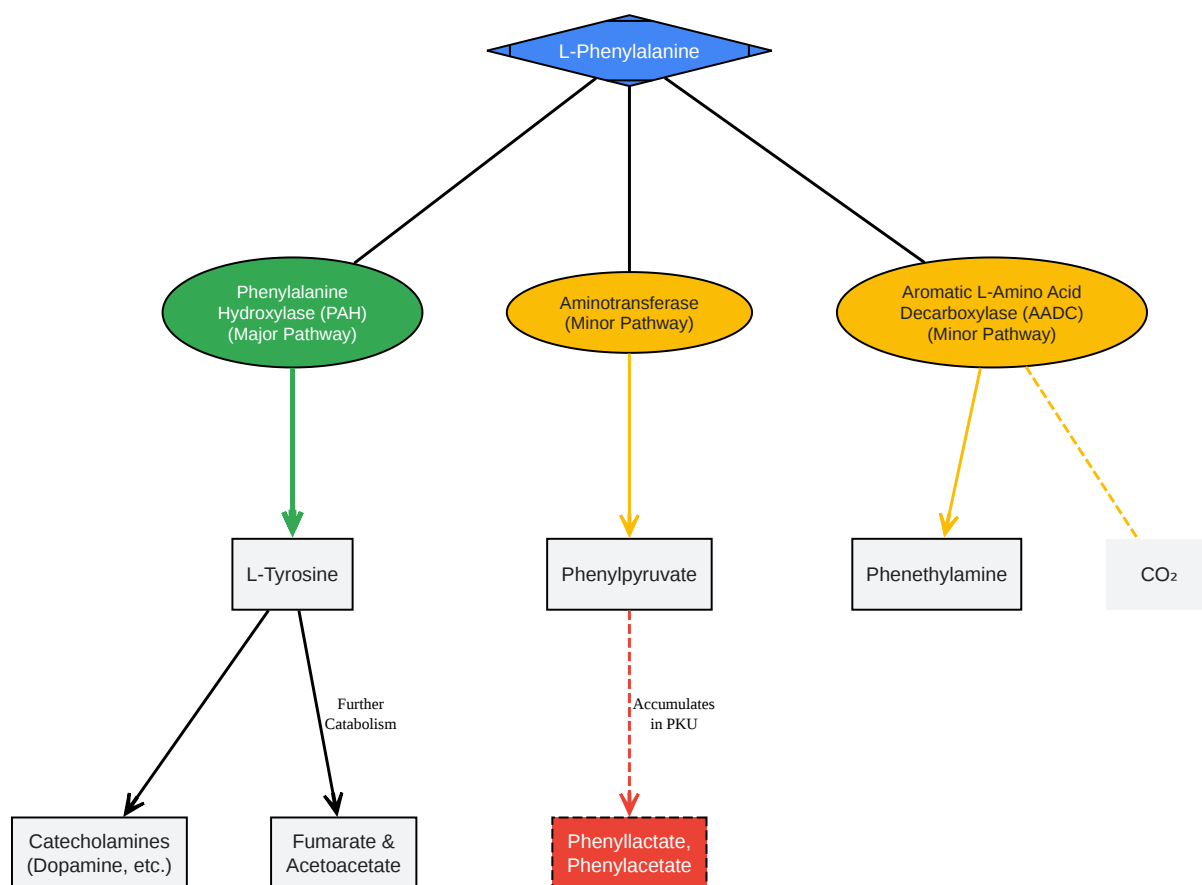 L-Phenylalanine
Phenylalanine
Hydroxylase (PAH)
(Major Pathway)
Aminotransferase
(Minor Pathway)
Aromatic L-Amino Acid
Decarboxylase (AADC)
(Minor Pathway)
L-Tyrosine
Phenylpyruvate
Phenethylamine
CO₂
Further
Catabolism
Accumulates
in PKU
Catecholamines
(Dopamine, etc.)
Fumarate &
Acetoacetate
Phenyllactate,
Phenylacetate